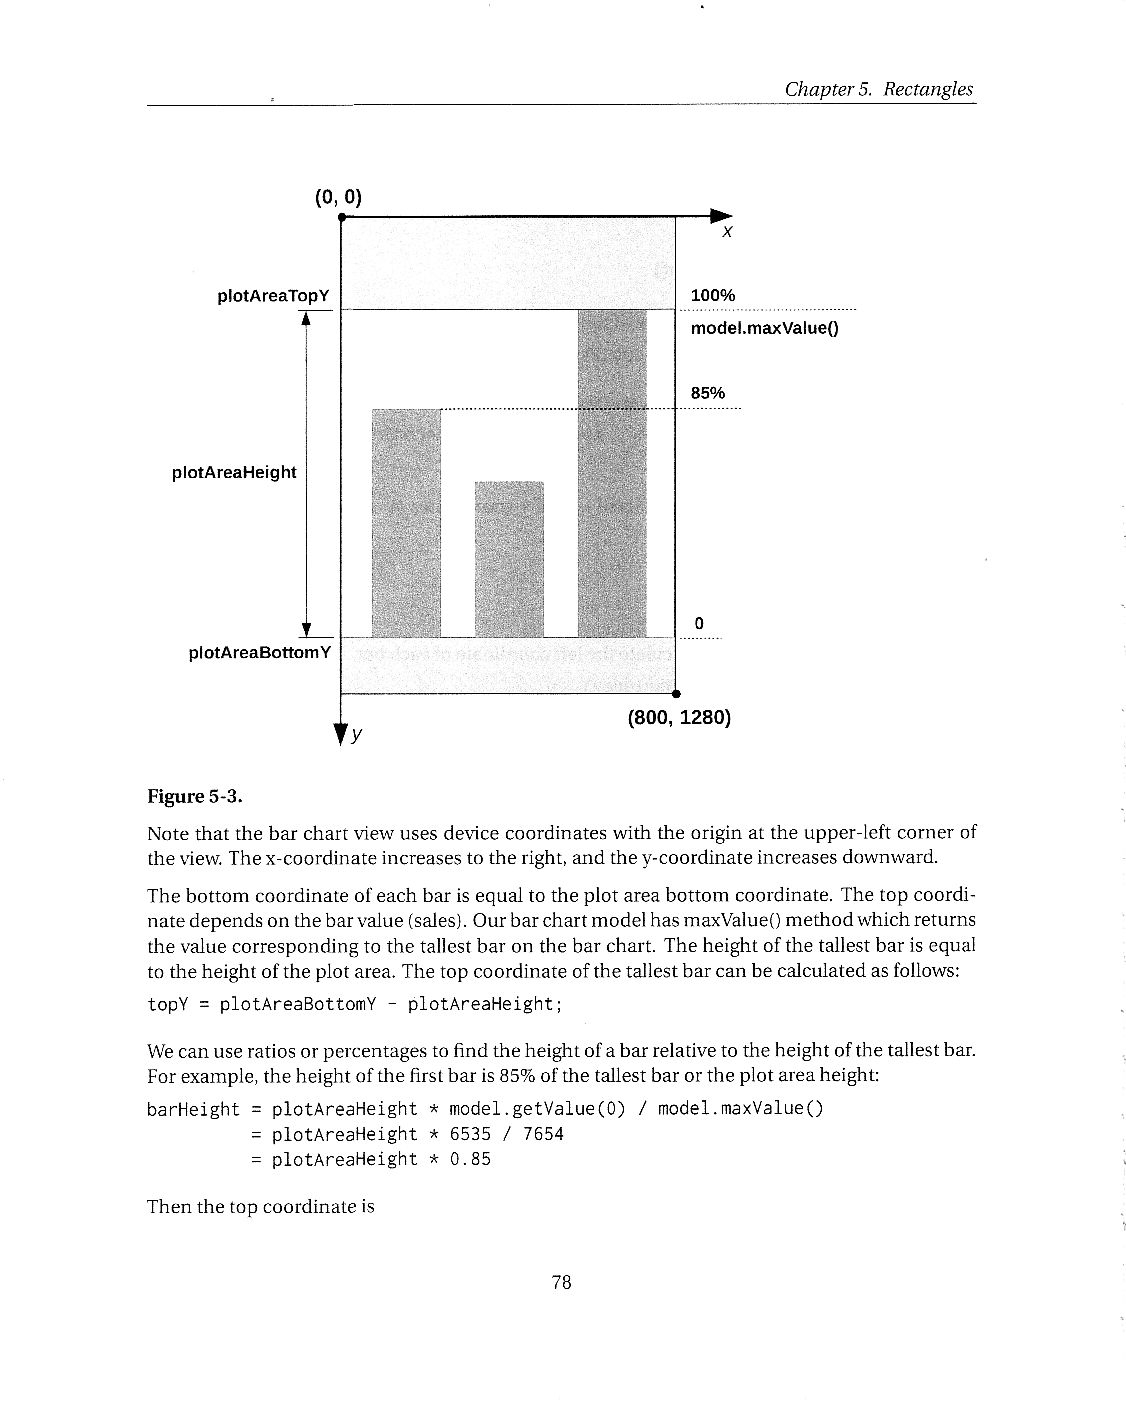 Chapter 5. Rectangles
(0, 0)
x
plotAreaTopY
100%
model.maxValue()
85%
plotAreaHeight
0
plotAreaBottomY
(800, 1280)
y
Figure 5-3.
Note that the bar chart view uses device coordinates with the origin at the upper-left corner of
the view. The x-coordinate increases to the right, and the y-coordinate increases downward.
The bottom coordinate of each bar is equal to the plot area bottom coordinate. The top coordi-
nate depends on the bar value (sales). Our bar chart model has maxValue() method which returns
the value corresponding to the tallest bar on the bar chart. The height of the tallest bar is equal
to the height of the plot area. The top coordinate of the tallest bar can be calculated as follows:
topY = plotAreaBottomY - plotAreaHeight;
We can use ratios or percentages to find the height of a bar relative to the height of the tallest bar.
For example, the height of the first bar is 85% of the tallest bar or the plot area height:
barHeight = plotAreaHeight * model.getValue(0) / model.maxValue()
= plotAreaHeight * 6535 / 7654
= plotAreaHeight * 0.85
Then the top coordinate is
78